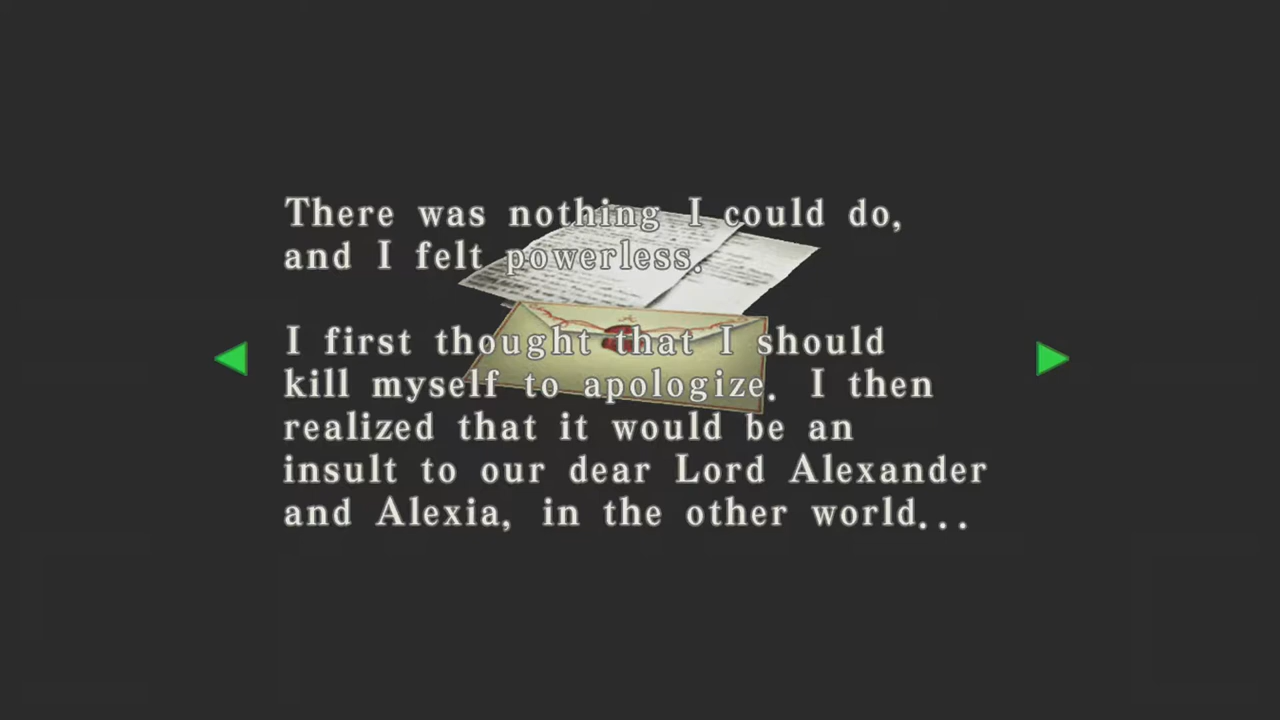 There was nothing I could do,
and I felt powerless.
I first thought that I should
kill myself to apologize. I then
realized that it would be an
insult to our dear Lord Alexander
and Alexia, in the other world...